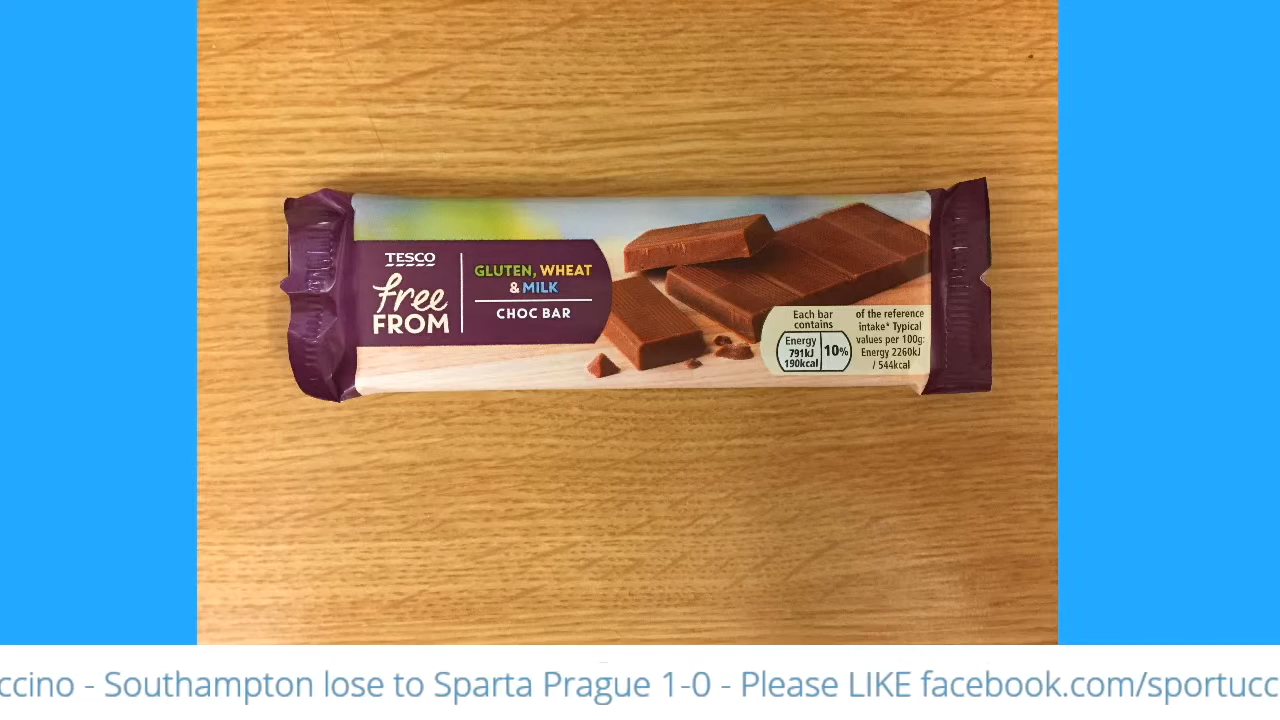 TESCO
free
FROM
GLUTEN, WHEAT
& MILK
CHOC BAR
Each bar
contains
Energy
791kJ
190kcal
10%
of the reference
intake* Typical
values per 100g:
Energy 2260kJ
/ 544kcal
ccino - Southampton lose to Sparta Prague 1-0 - Please LIKE facebook.com/sportucc